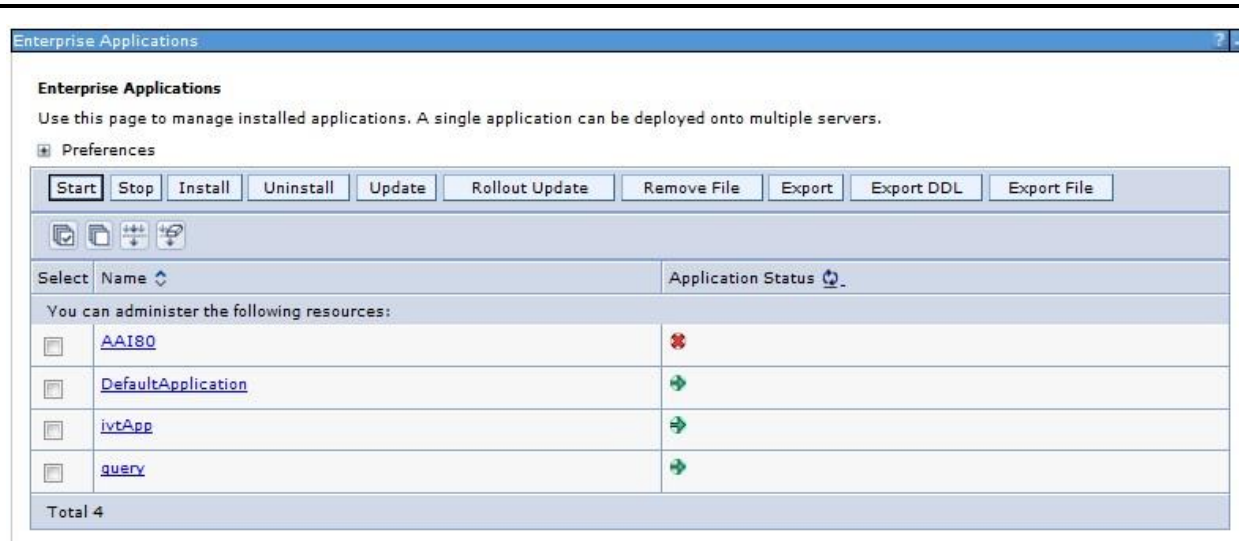 Enterprise Applications ?
Enterprise Applications
Use this page to manage installed applications. A single application can be deployed onto multiple servers.
Preferences
Start Stop Install Uninstall Update Rollout Update Remove File Export Export DDL Export File
Select Name Application Status
You can administer the following resources:
AAI80
DefaultApplication
ivtApp
query
Total 4